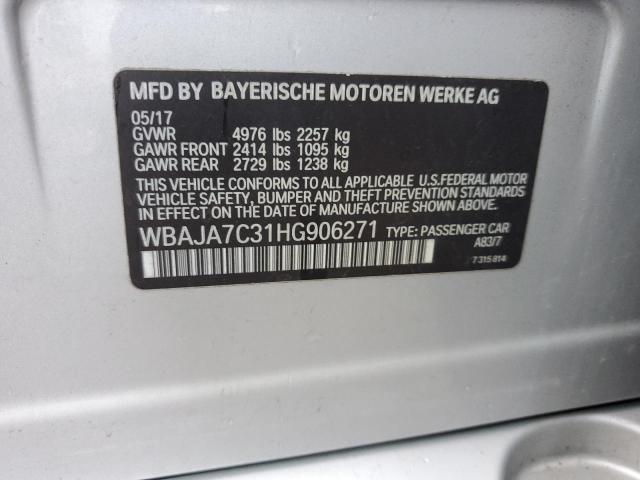 MFD BY BAYERISCHE MOTOREN WERKE AG
05/17
GVWR 4976 lbs 2257 kg
GAWR FRONT 2414 lbs 1095 kg
GAWR REAR 2729 lbs 1238 kg
THIS VEHICLE CONFORMS TO ALL APPLICABLE U.S.FEDERAL MOTOR
VEHICLE SAFETY, BUMPER, AND THEFT PREVENTION STANDARDS
IN EFFECT ON THE DATE OF MANUFACTURE SHOWN ABOVE.
WBAJA7C31HG906271 TYPE: PASSENGER CAR
A83/7
7315814